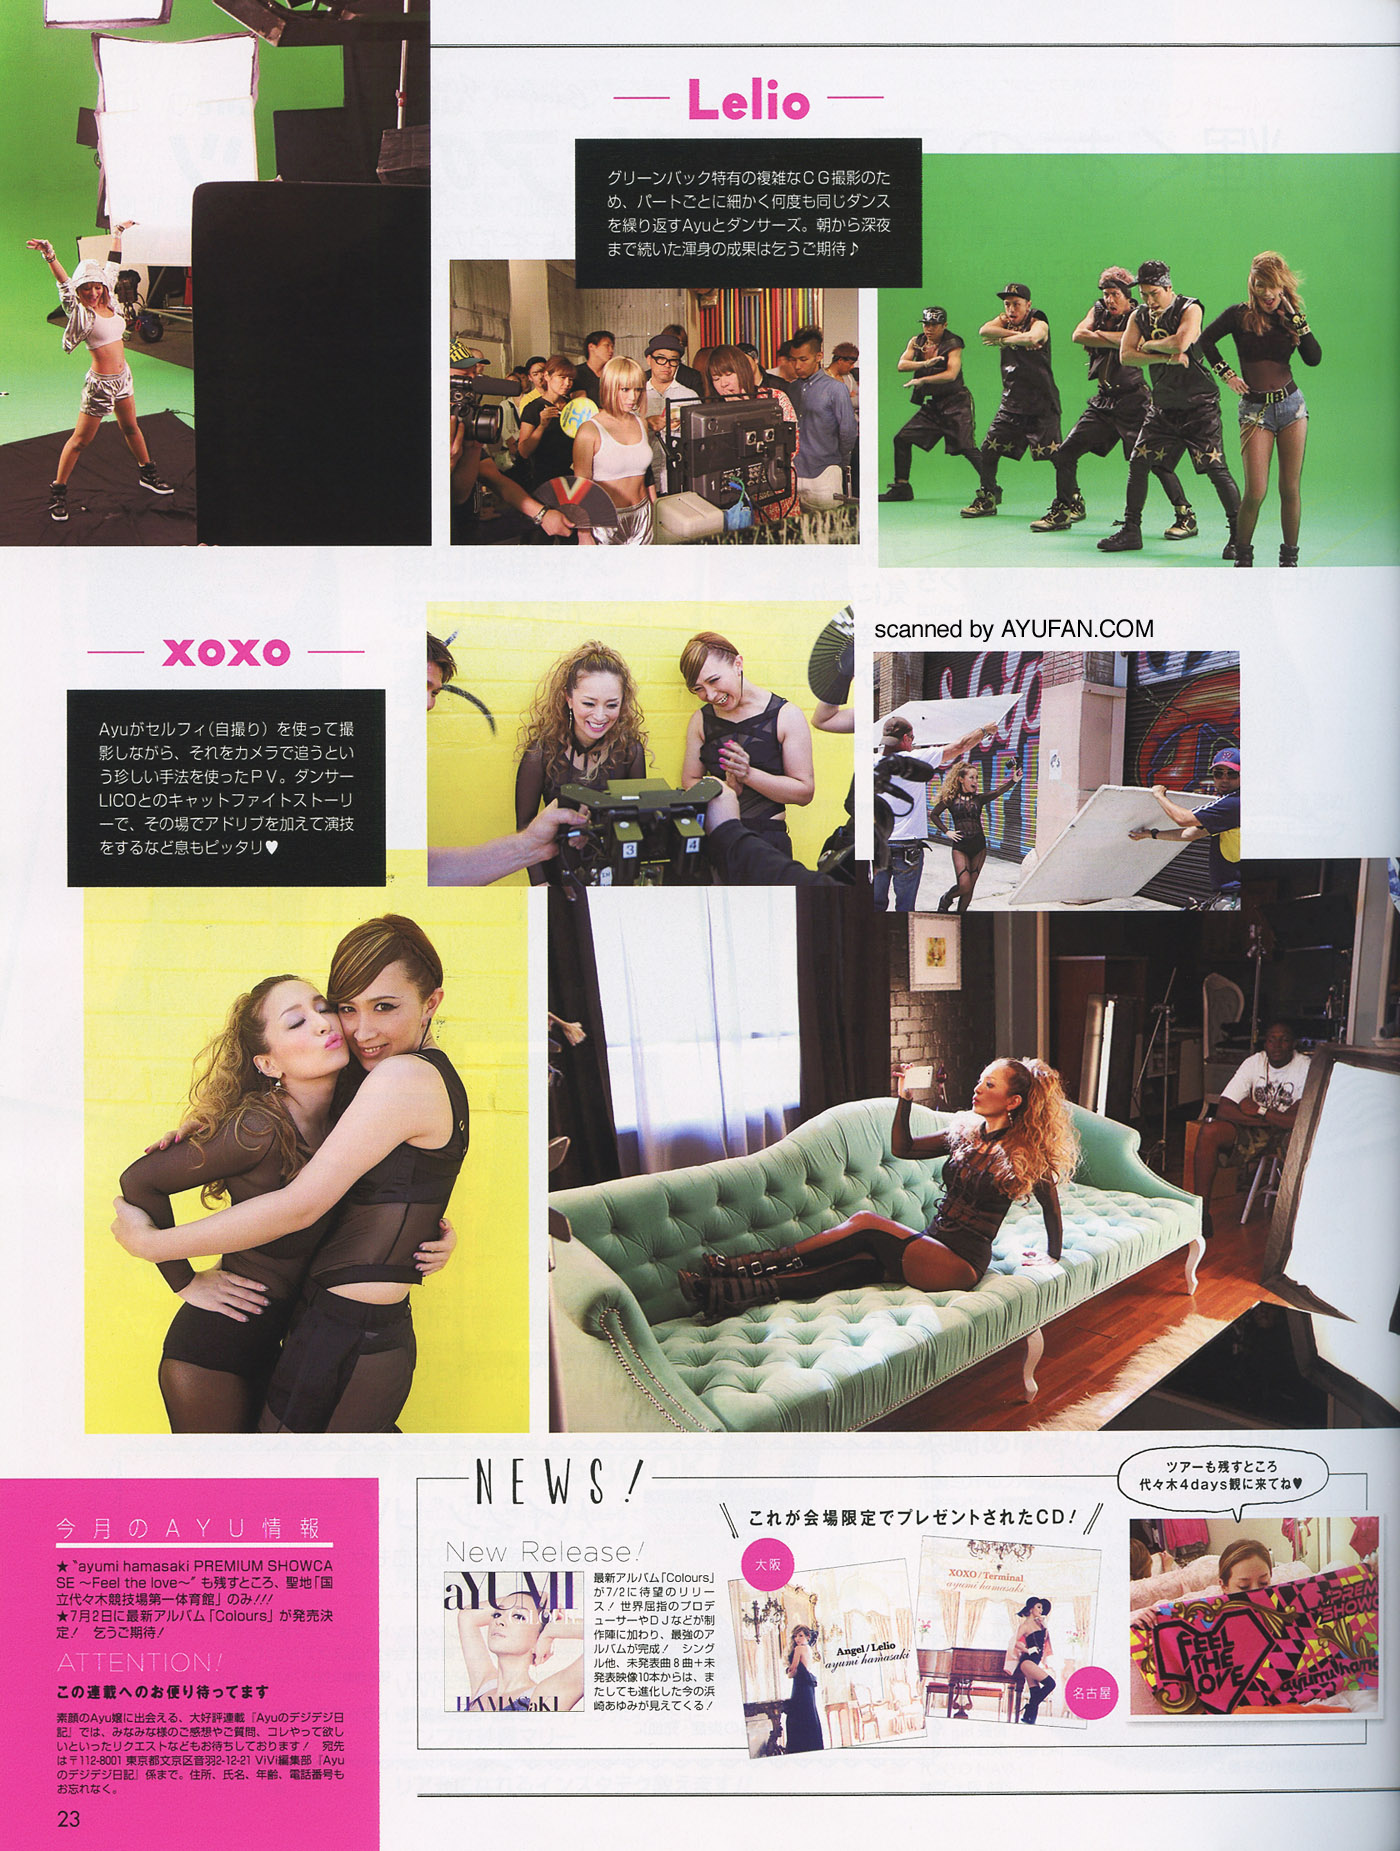 Lelio
グリーンバック特有の複雑なCG撮影のた
め、パートごとに細かく何度も同じダンス
を繰り返すAyuとダンサーズ。朝から深夜
まで続いた渾身の成果は乞うご期待♪
scanned by AYUFAN.COM
xoxo
Ayuがセルフィ(自撮り)を使って撮
影しながら、それをカメラで追うとい
う珍しい手法を使ったPV。ダンサー
LICOとのキャットファイトストーリ
ーで、その場でアドリブを加えて演技
をするなど息もピッタリ♥
3
4
今月のAYU情報
★“ayumi hamasaki PREMIUM SHOWCA
SE ～Feel the love～”も残すところ、聖地「国
立代々木競技場第一体育館」のみ!!!
★7月2日に最新アルバム「Colours」が発売決
定！ 乞うご期待！
ATTENTION!
この連載へのお便り待ってます
素顔のAyu嬢に出会える、大好評連載『Ayuのデジデジ日
記』では、みなみな様のご感想やご質問、コレやって欲し
いといったリクエストなどもお待ちしております！ 宛先
は〒112-8001 東京都文京区音羽2-12-21 ViVi編集部『Ayu
のデジデジ日記』係まで。住所、氏名、年齢、電話番号も
お忘れなく。
23
NEWS!
New Release!
aYUMI
HAMASaKI
最新アルバム「Colours」
が7/2に待望のリリー
ス！ 世界屈指のプロデ
ューサーやDJなどが制
作陣に加わり、最強のア
ルバムが完成！ シング
ル他、未発表曲8曲＋未
発表映像10本からは、ま
たしても進化した今の浜
崎あゆみが見えてくる！
これが会場限定でプレゼントされたCD！
大阪
Angel/Lelio
ayumi hamasaki
XOXO/Terminal
ayumi hamasaki
名古屋
ツアーも残すところ
代々木4days観に来てね♥
PREMI
SHOWC
FEEL
THE
LOVE
ayumi hama